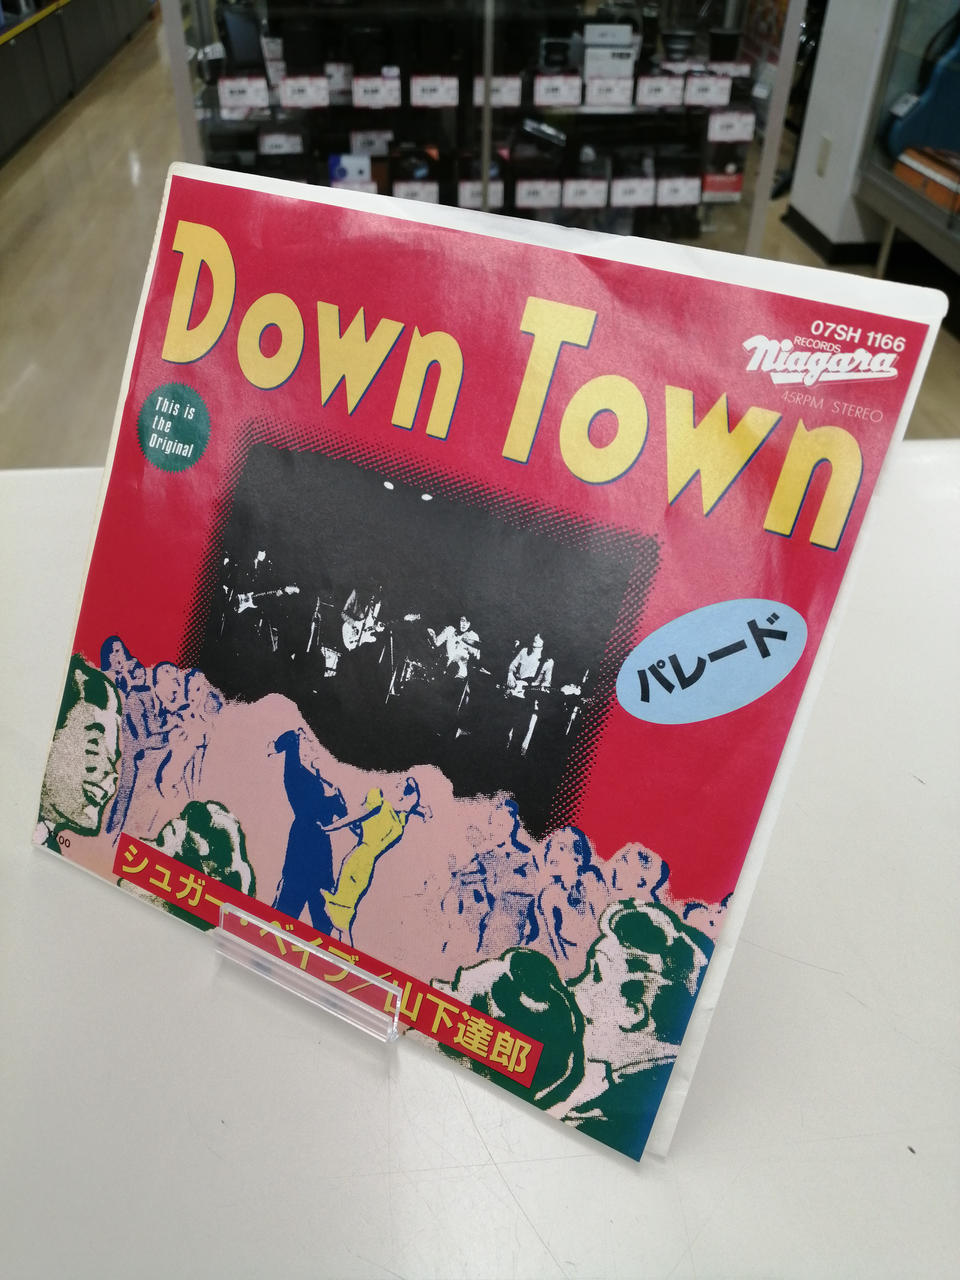 Down Town
07SH 1166
RECORDS
Niagara
45RPM STEREO
This is
the
Original
パレード
シュガー・ベイブ/山下達郎